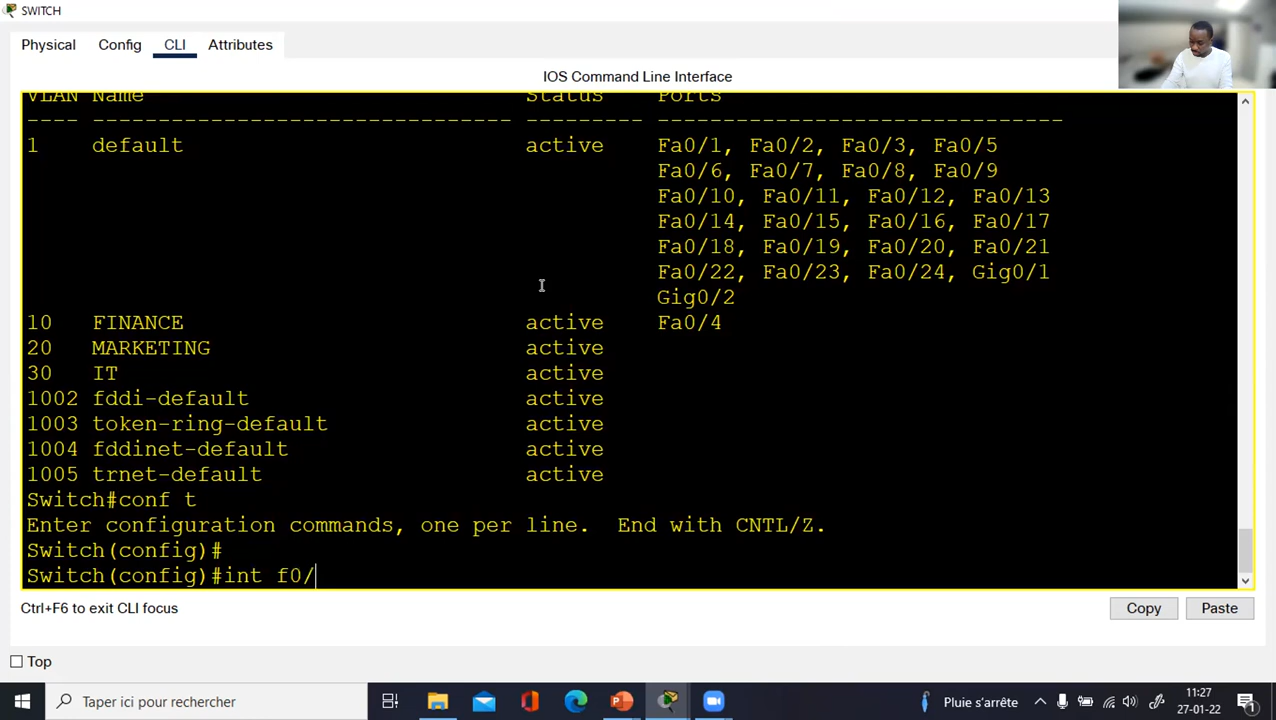 SWITCH
Physical Config CLI Attributes
IOS Command Line Interface
VLAN Name Status Ports
---- -------------------------------- --------- -------------------------------
1 default active Fa0/1, Fa0/2, Fa0/3, Fa0/5
Fa0/6, Fa0/7, Fa0/8, Fa0/9
Fa0/10, Fa0/11, Fa0/12, Fa0/13
Fa0/14, Fa0/15, Fa0/16, Fa0/17
Fa0/18, Fa0/19, Fa0/20, Fa0/21
Fa0/22, Fa0/23, Fa0/24, Gig0/1
Gig0/2
10 FINANCE active Fa0/4
20 MARKETING active
30 IT active
1002 fddi-default active
1003 token-ring-default active
1004 fddinet-default active
1005 trnet-default active
Switch#conf t
Enter configuration commands, one per line. End with CNTL/Z.
Switch(config)#
Switch(config)#int f0/
Ctrl+F6 to exit CLI focus
Copy Paste
Top
Taper ici pour rechercher
Pluie s'arrête
11:27
27-01-22
1